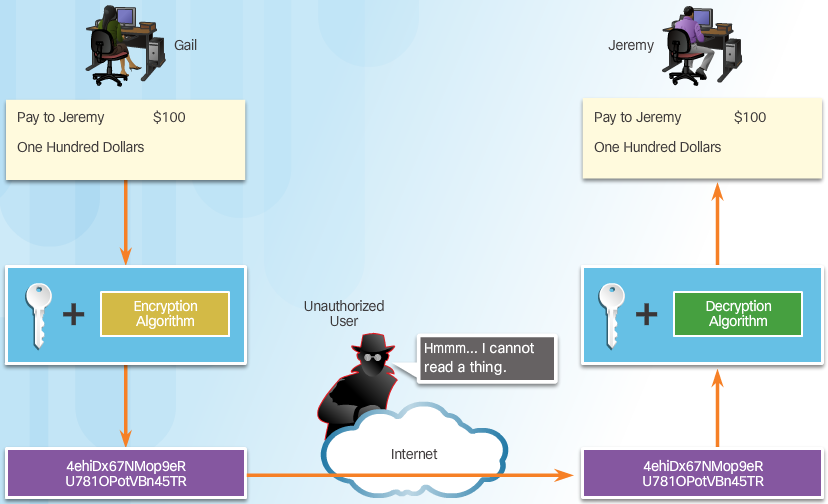 Gail
Jeremy
Pay to Jeremy $100
One Hundred Dollars
Pay to Jeremy $100
One Hundred Dollars
+ Encryption
Algorithm
Unauthorized
User
Hmmm... I cannot
read a thing.
+ Decryption
Algorithm
Internet
4ehiDx67NMop9eR
U781OPotVBn45TR
4ehiDx67NMop9eR
U781OPotVBn45TR